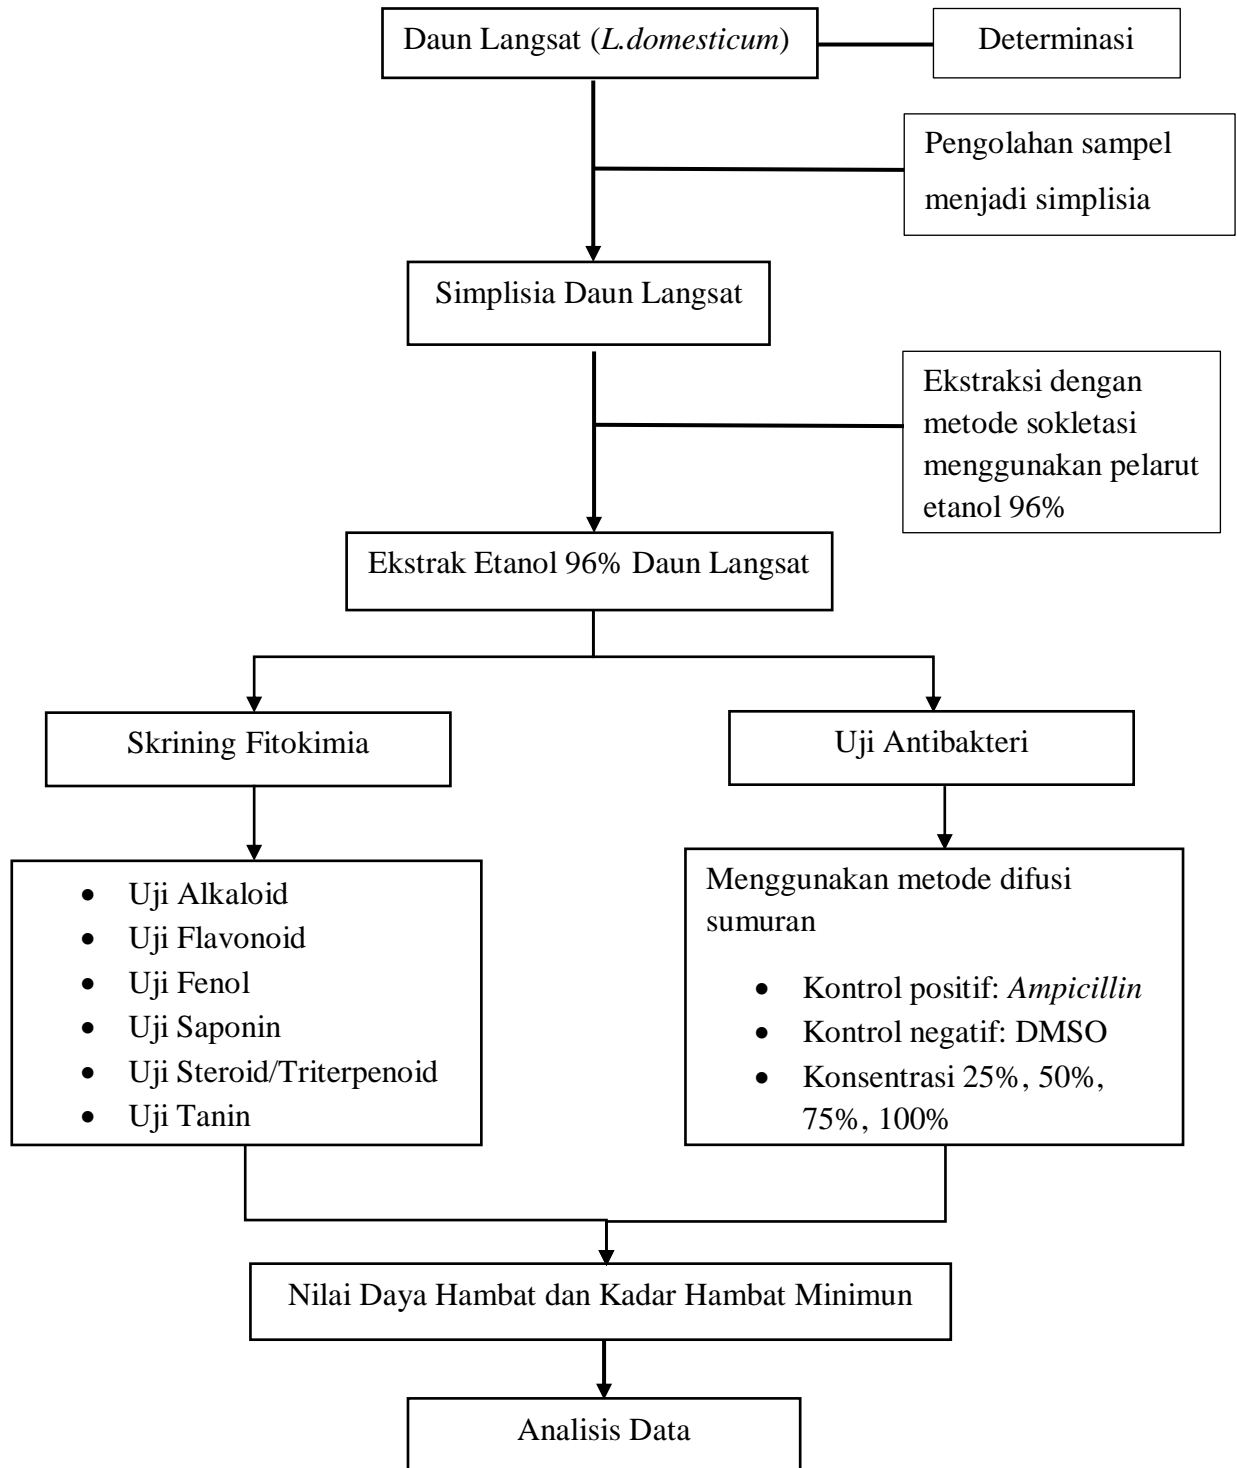 Daun Langsat (L.domesticum)
Determinasi
Pengolahan sampel
menjadi simplisia
Simplisia Daun Langsat
Ekstraksi dengan
metode sokletasi
menggunakan pelarut
etanol 96%
Ekstrak Etanol 96% Daun Langsat
Skrining Fitokimia
Uji Antibakteri
• Uji Alkaloid
• Uji Flavonoid
• Uji Fenol
• Uji Saponin
• Uji Steroid/Triterpenoid
• Uji Tanin
Menggunakan metode difusi
sumuran
• Kontrol positif: Ampicillin
• Kontrol negatif: DMSO
• Konsentrasi 25%, 50%,
75%, 100%
Nilai Daya Hambat dan Kadar Hambat Minimun
Analisis Data